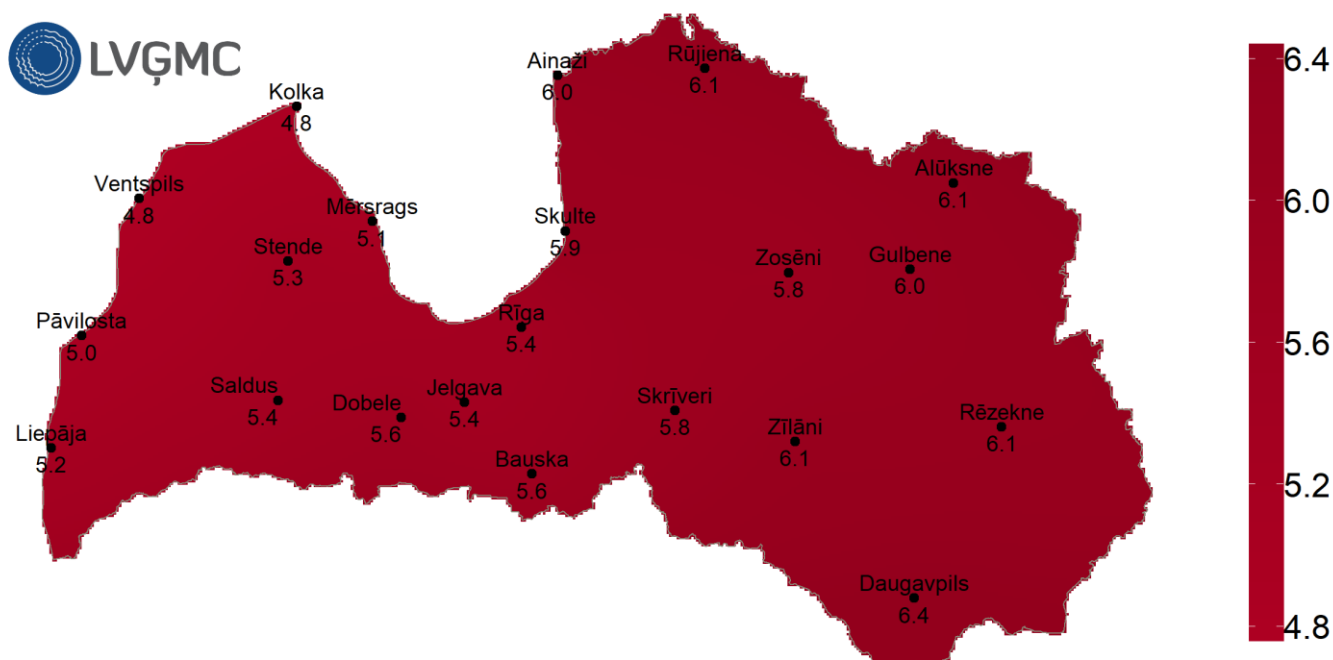 LVĢMC
Ainaži
6.0
Rūjiena
6.1
6.4
Kolka
4.8
Alūksne
6.1
Ventspils
4.8
6.0
Mērsrags
5.1
Skulte
5.9
Stende
5.3
Zosēni
5.8
Gulbene
6.0
Pāvilosta
5.0
Rīga
5.4
5.6
Saldus
5.4
Dobele
5.6
Jelgava
5.4
Skrīveri
5.8
Zīlāni
6.1
Rēzekne
6.1
Liepāja
5.2
Bauska
5.6
5.2
Daugavpils
6.4
4.8